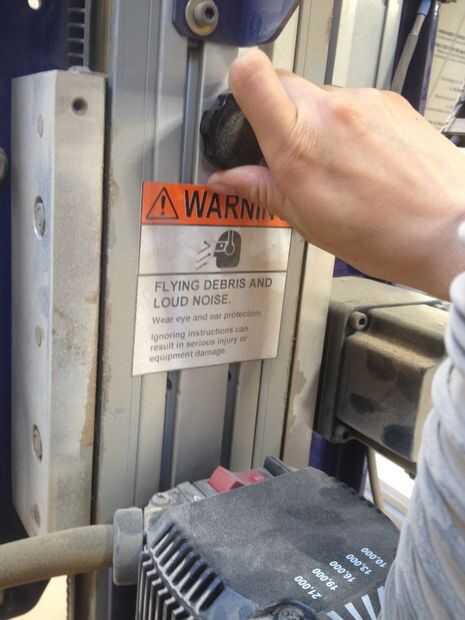 WARNIN
FLYING DEBRIS AND
LOUD NOISE.
Wear eye and ear protection.
Ignoring instructions can
result in serious injury or
equipment damage.
10,000
13,000
16,000
19,000
21,000